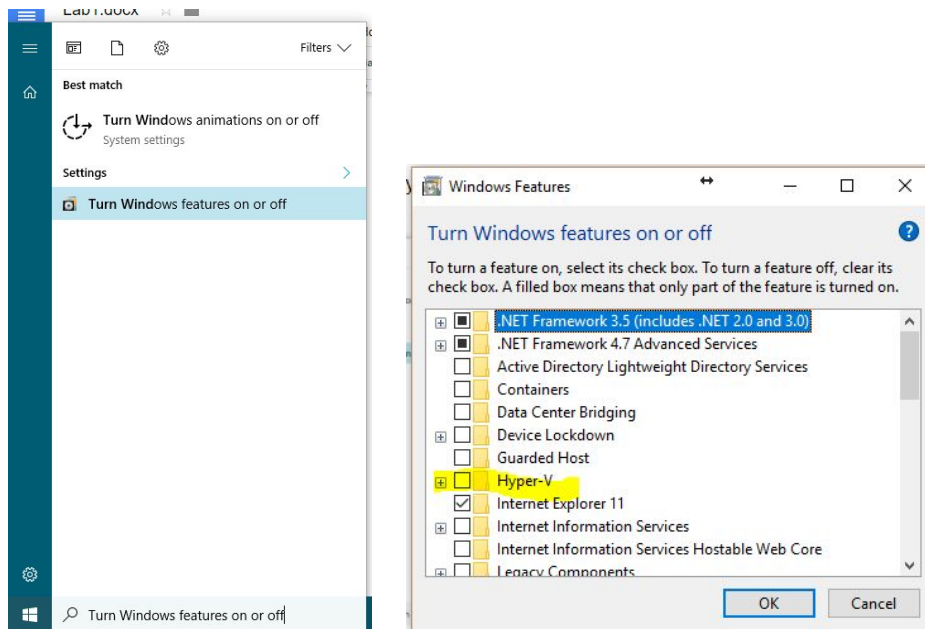 Lab1.docx
Filters
Best match
Turn Windows animations on or off
System settings
Settings
Turn Windows features on or off
Turn Windows features on or off
Windows Features
Turn Windows features on or off
To turn a feature on, select its check box. To turn a feature off, clear its
check box. A filled box means that only part of the feature is turned on.
.NET Framework 3.5 (includes .NET 2.0 and 3.0)
.NET Framework 4.7 Advanced Services
Active Directory Lightweight Directory Services
Containers
Data Center Bridging
Device Lockdown
Guarded Host
Hyper-V
Internet Explorer 11
Internet Information Services
Internet Information Services Hostable Web Core
Legacy Components
OK
Cancel